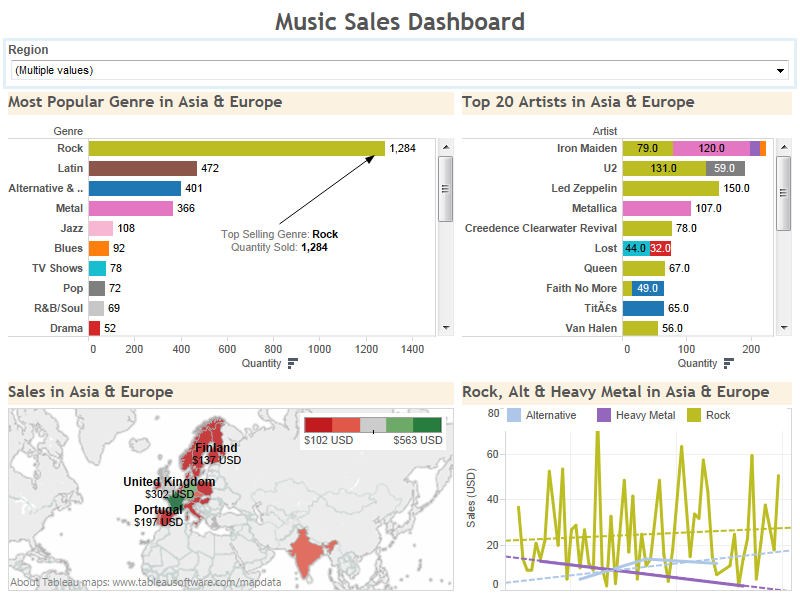 Music Sales Dashboard
Region
(Multiple values)
Most Popular Genre in Asia & Europe
Genre
Rock 1,284
Latin 472
Alternative & .. 401
Metal 366
Jazz 108
Blues 92
TV Shows 78
Pop 72
R&B/Soul 69
Drama 52
Top Selling Genre: Rock
Quantity Sold: 1,284
0 200 400 600 800 1000 1200 1400
Quantity
Top 20 Artists in Asia & Europe
Artist
Iron Maiden 79.0 120.0
U2 131.0 59.0
Led Zeppelin 150.0
Metallica 107.0
Creedence Clearwater Revival 78.0
Lost 44.0 32.0
Queen 67.0
Faith No More 49.0
TitÃ£s 65.0
Van Halen 56.0
0 100 200
Quantity
Sales in Asia & Europe
$102 USD $563 USD
Finland
$137 USD
United Kingdom
$302 USD
Portugal
$197 USD
About Tableau maps: www.tableausoftware.com/mapdata
Rock, Alt & Heavy Metal in Asia & Europe
Alternative Heavy Metal Rock
Sales (USD)
80
60
40
20
0